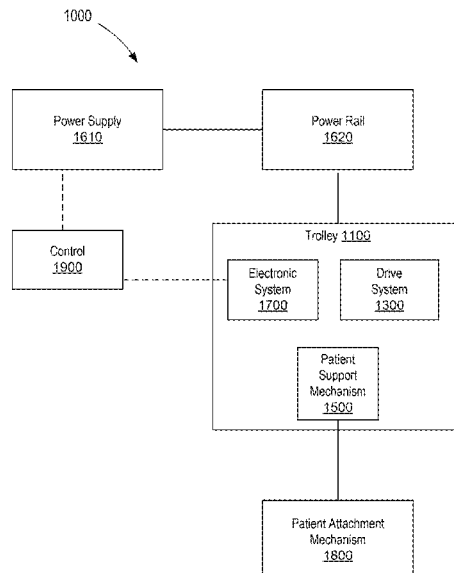 1000
Power Supply
1610
Power Rail
1620
Control
1900
Trolley 1100
Electronic
System
1700
Drive
System
1300
Patient
Support
Mechanism
1500
Patient Attachment
Mechanism
1800